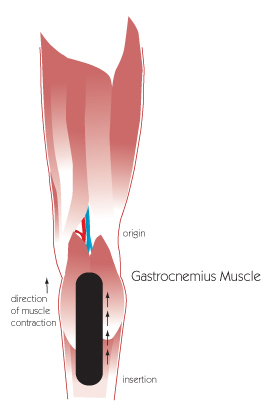 origin
Gastrocnemius Muscle
direction
of muscle
contraction
insertion